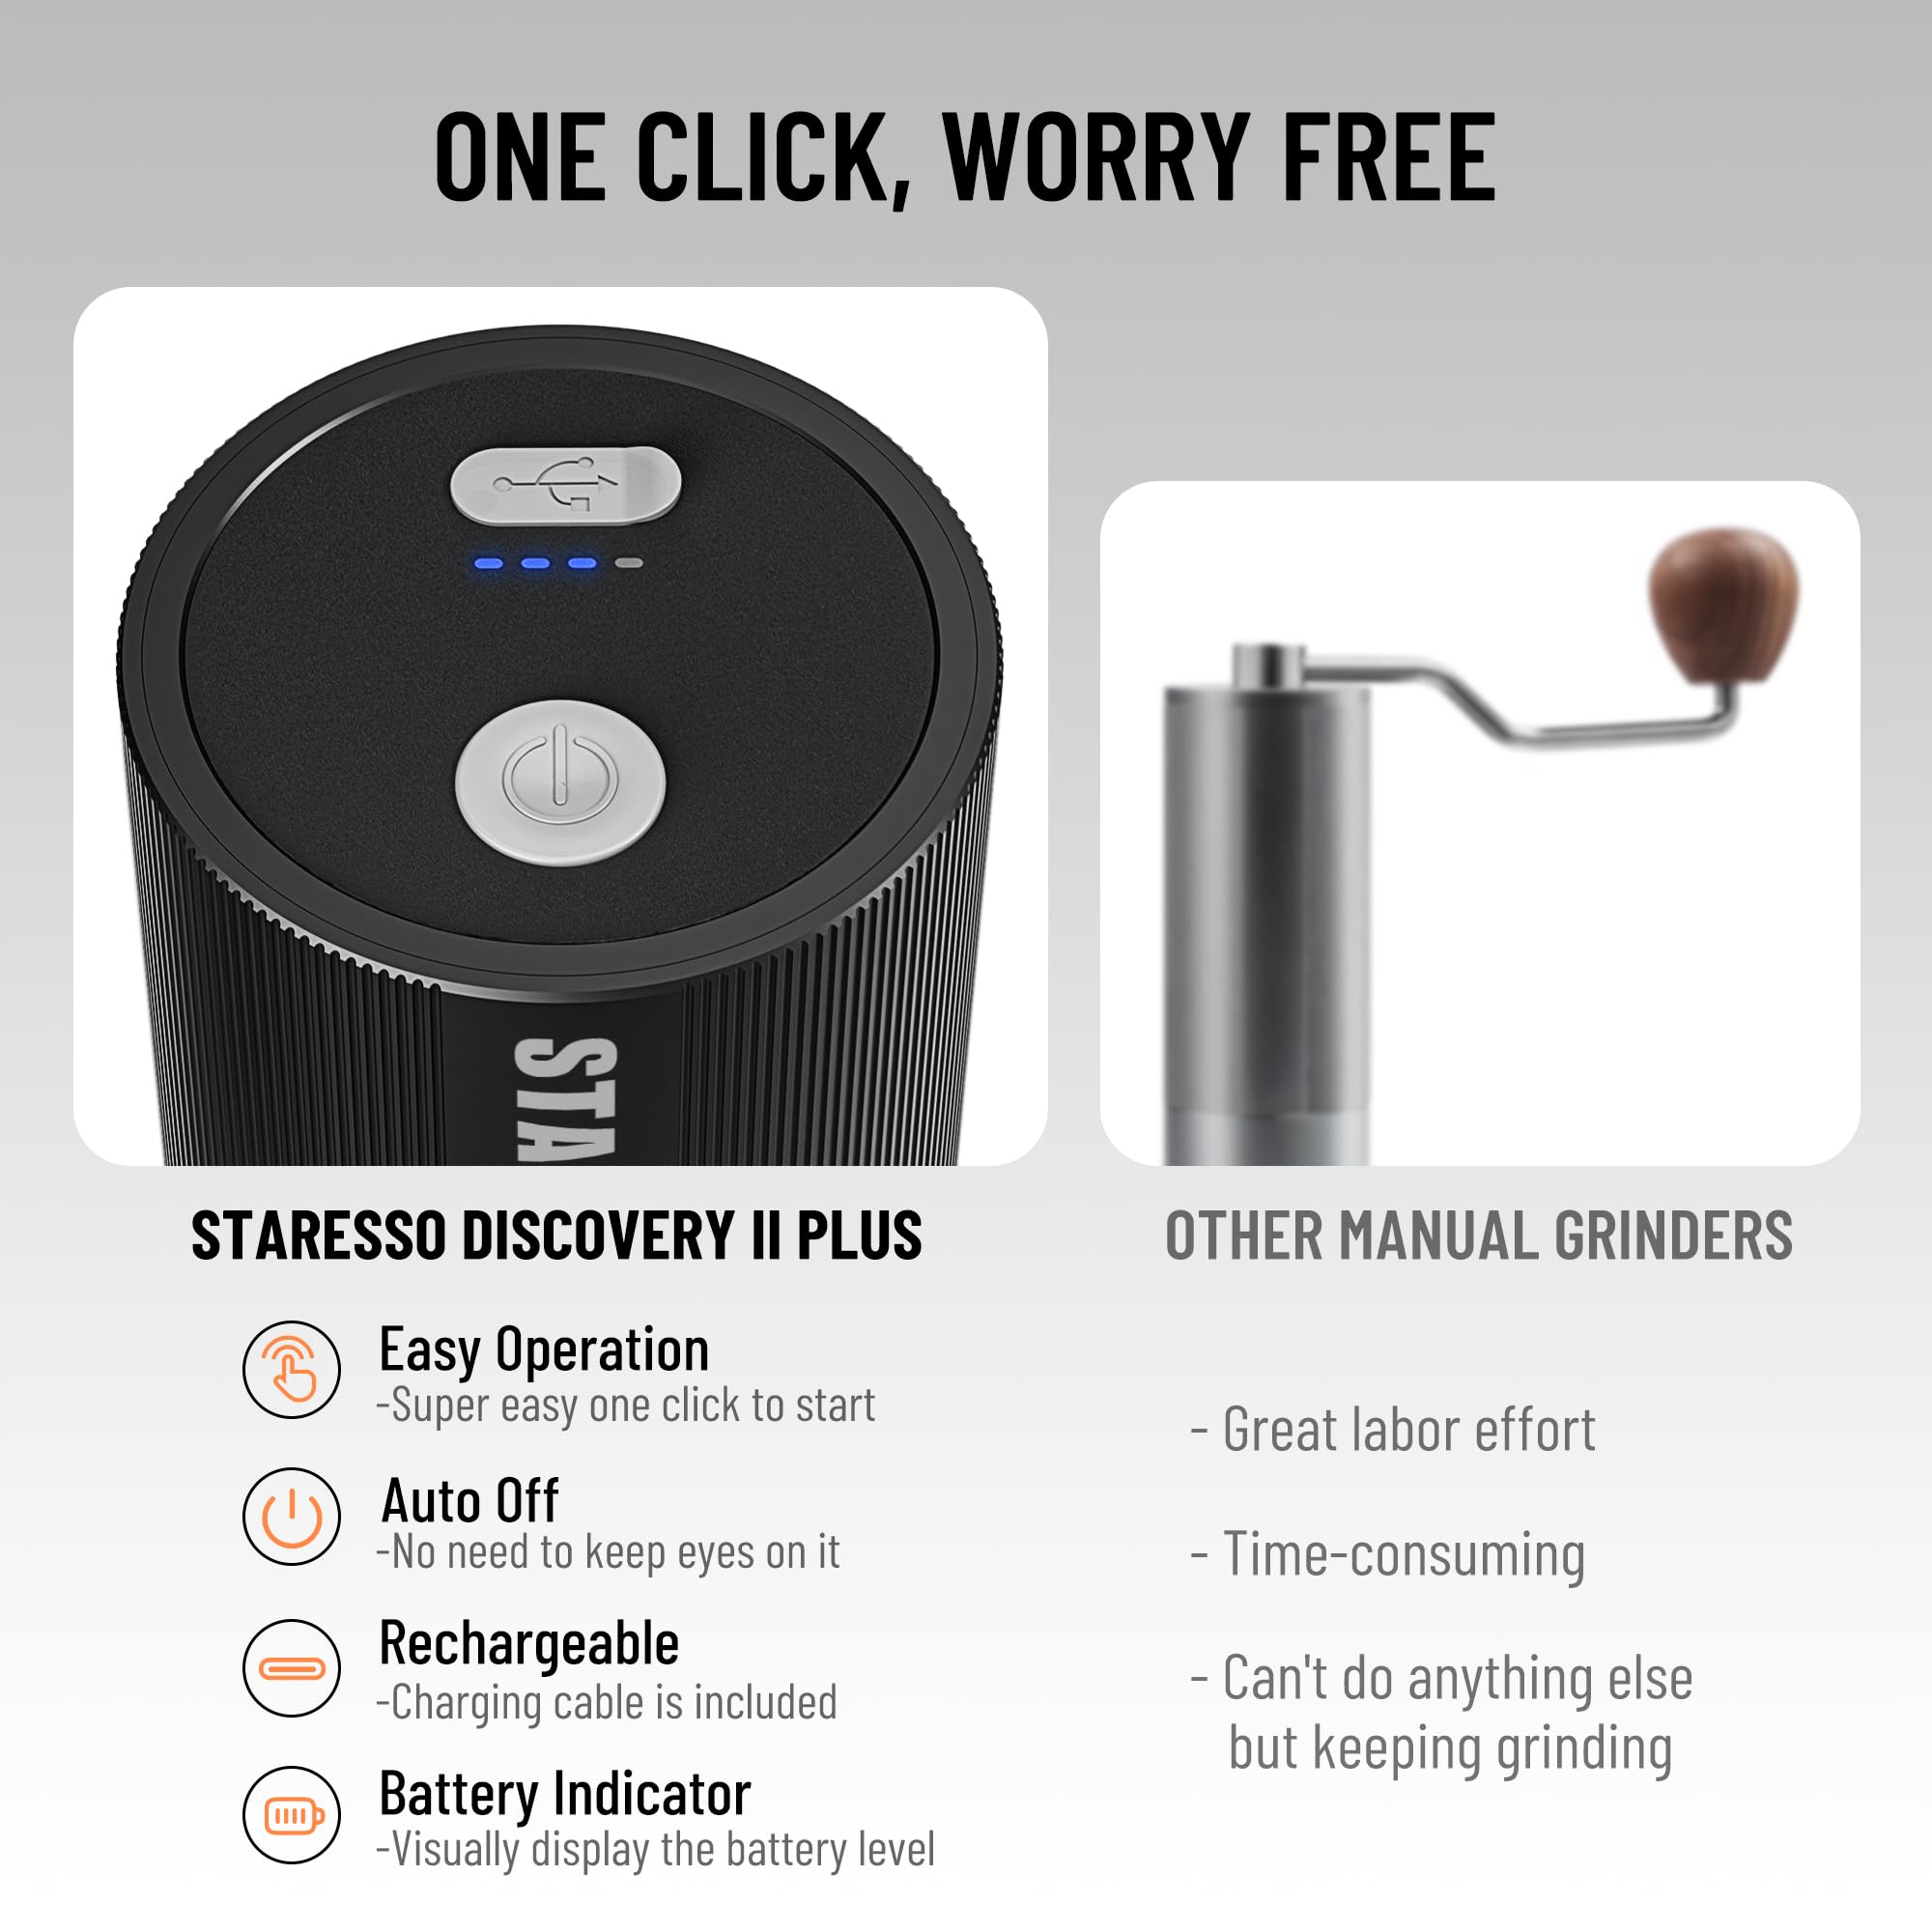 ONE CLICK, WORRY FREE
STA
STARESSO DISCOVERY II PLUS
Easy Operation
-Super easy one click to start
Auto Off
-No need to keep eyes on it
Rechargeable
-Charging cable is included
Battery Indicator
-Visually display the battery level
OTHER MANUAL GRINDERS
- Great labor effort
- Time-consuming
- Can't do anything else
but keeping grinding